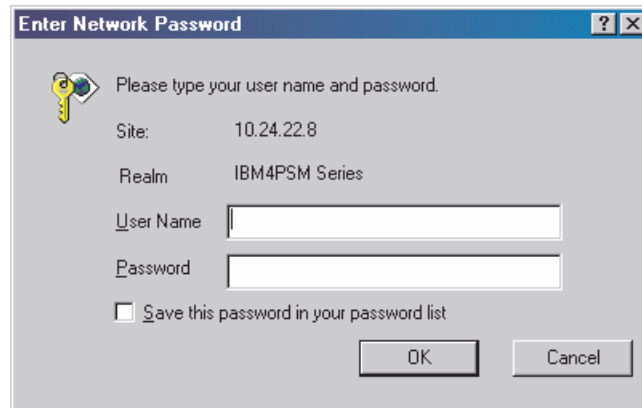 Enter Network Password
? X
Please type your user name and password.
Site: 10.24.22.8
Realm IBM4PSM Series
User Name
Password
Save this password in your password list
OK Cancel